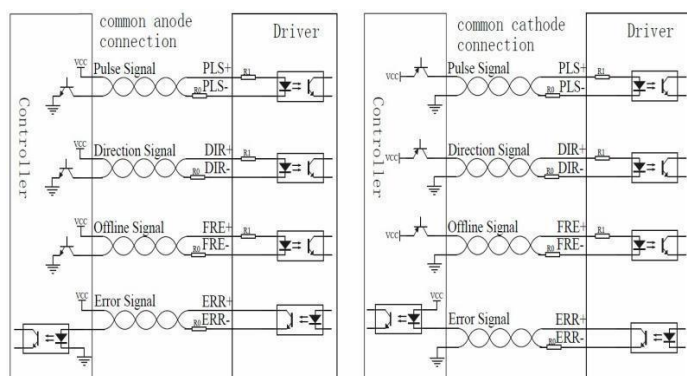 common anode
connection
Driver
VCC
Pulse Signal
PLS+
R1
PLS-
R0
Controller
VCC
Direction Signal
DIR+
R1
DIR-
R0
VCC
Offline Signal
FRE+
R1
FRE-
R0
VCC
Error Signal
ERR+
R0
ERR-
common cathode
connection
Driver
VCC
Pulse Signal
PLS+
R1
PLS-
R0
Controller
VCC
Direction Signal
DIR+
R1
DIR-
R0
VCC
Offline Signal
FRE+
R1
FRE-
R0
VCC
Error Signal
ERR+
R0
ERR-